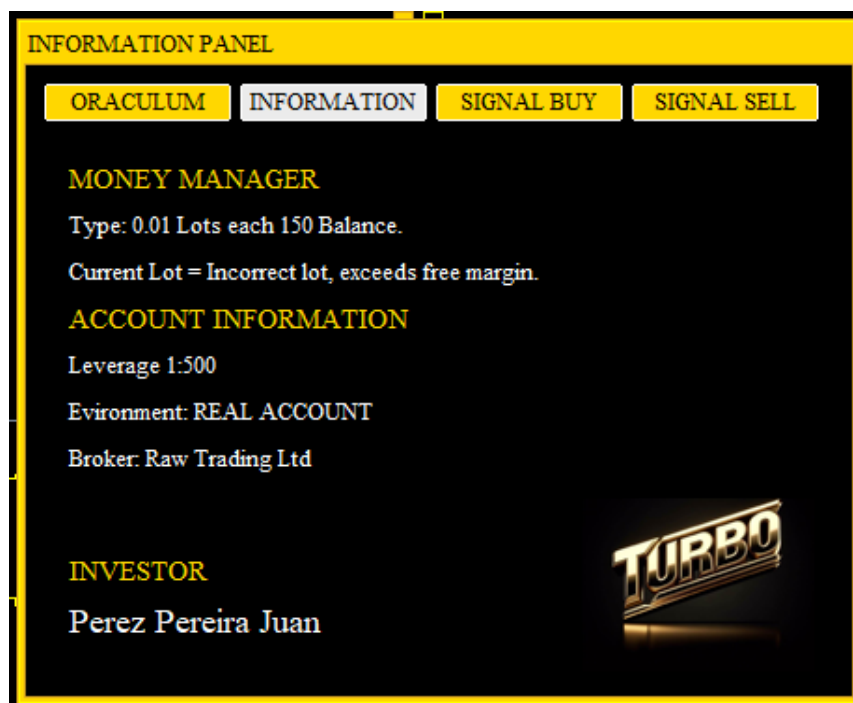 INFORMATION PANEL
ORACULUM INFORMATION SIGNAL BUY SIGNAL SELL
MONEY MANAGER
Type: 0.01 Lots each 150 Balance.
Current Lot = Incorrect lot, exceeds free margin.
ACCOUNT INFORMATION
Leverage 1:500
Evironment: REAL ACCOUNT
Broker: Raw Trading Ltd
TURBO
INVESTOR
Perez Pereira Juan